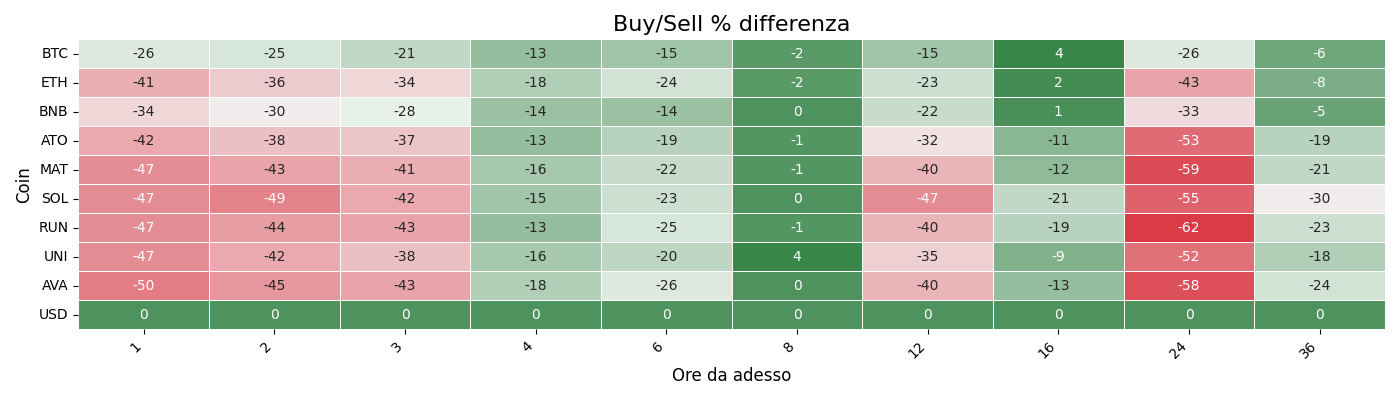 Buy/Sell % differenza
Coin
BTC -26 -25 -21 -13 -15 -2 -15 4 -26 -6
ETH -41 -36 -34 -18 -24 -2 -23 2 -43 -8
BNB -34 -30 -28 -14 -14 0 -22 1 -33 -5
ATO -42 -38 -37 -13 -19 -1 -32 -11 -53 -19
MAT -47 -43 -41 -16 -22 -1 -40 -12 -59 -21
SOL -47 -49 -42 -15 -23 0 -47 -21 -55 -30
RUN -47 -44 -43 -13 -25 -1 -40 -19 -62 -23
UNI -47 -42 -38 -16 -20 4 -35 -9 -52 -18
AVA -50 -45 -43 -18 -26 0 -40 -13 -58 -24
USD 0 0 0 0 0 0 0 0 0 0
1 2 3 4 6 8 12 16 24 36
Ore da adesso